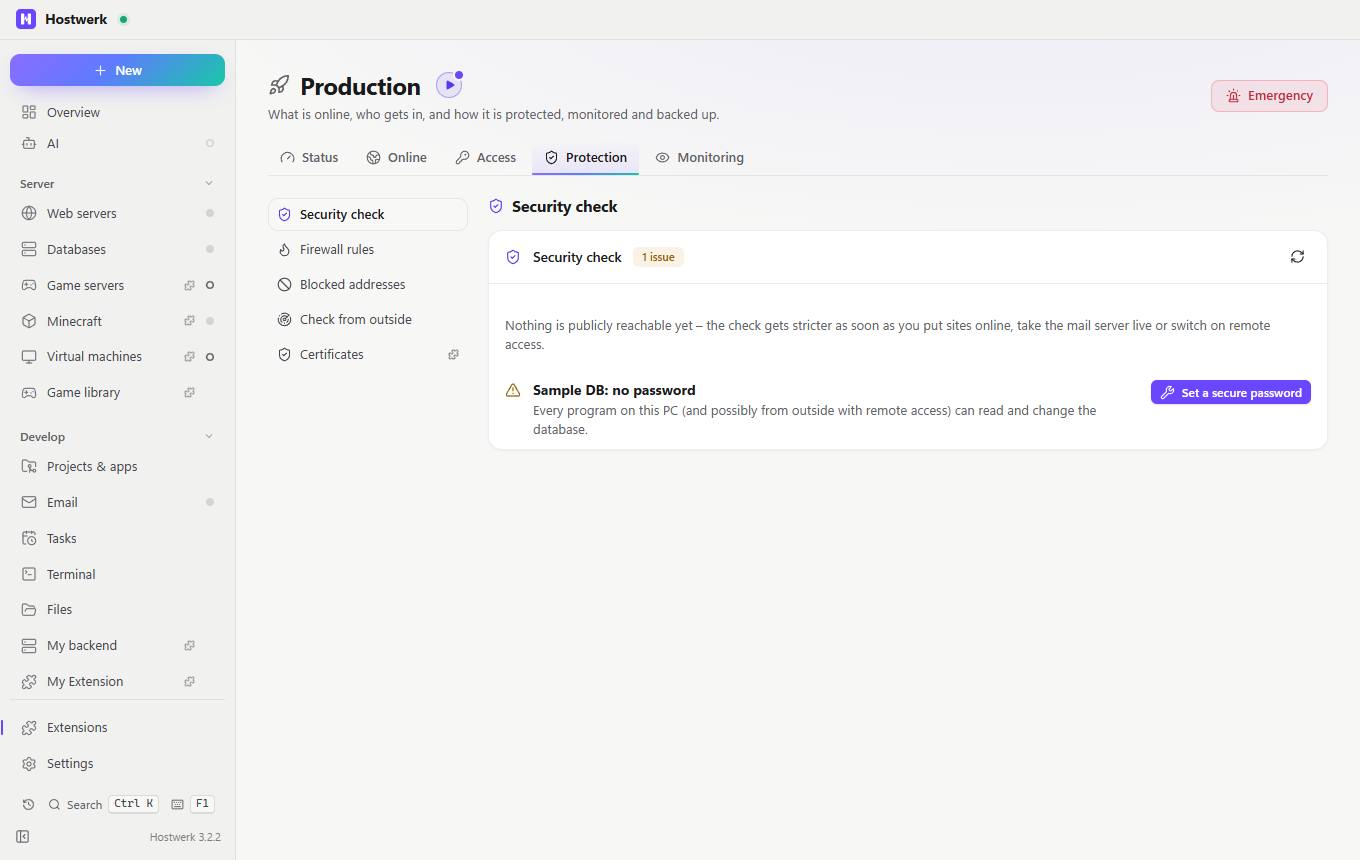 Hostwerk
New
Overview
AI
Server
Web servers
Databases
Game servers
Minecraft
Virtual machines
Game library
Develop
Projects & apps
Email
Tasks
Terminal
Files
My backend
My Extension
Extensions
Settings
Search Ctrl K F1
Hostwerk 3.2.2
Production
What is online, who gets in, and how it is protected, monitored and backed up.
Emergency
Status Online Access Protection Monitoring
Security check
Firewall rules
Blocked addresses
Check from outside
Certificates
Security check
Security check 1 issue
Nothing is publicly reachable yet – the check gets stricter as soon as you put sites online, take the mail server live or switch on remote
access.
Sample DB: no password
Every program on this PC (and possibly from outside with remote access) can read and change the
database.
Set a secure password